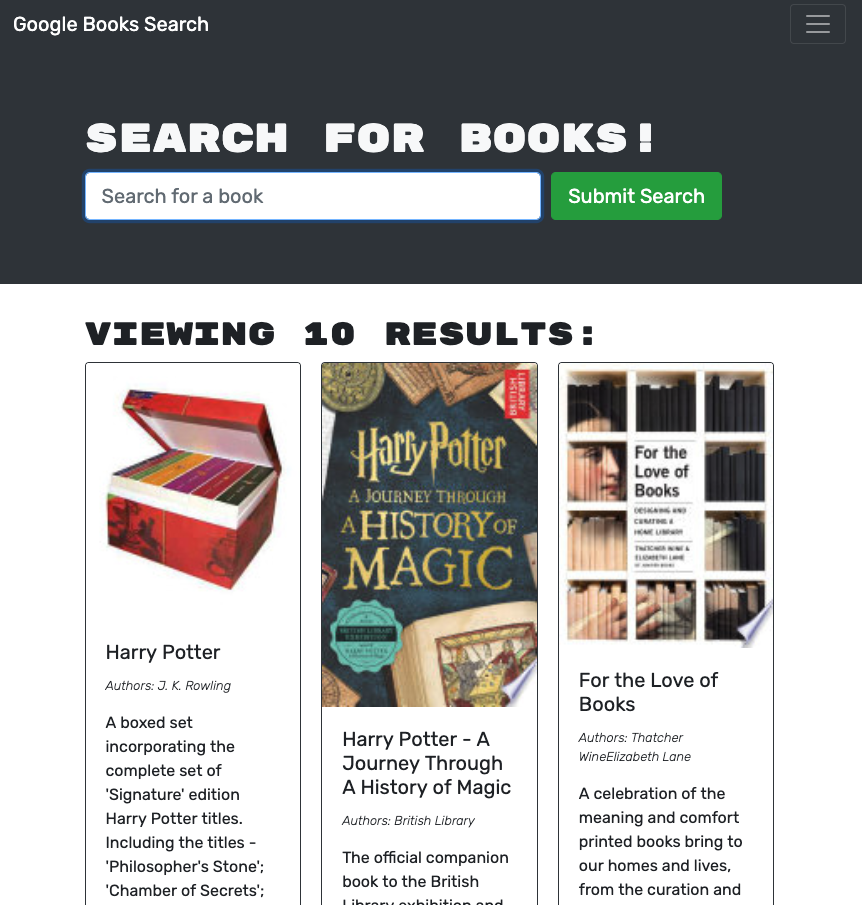 Google Books Search
SEARCH FOR BOOKS!
Search for a book
Submit Search
VIEWING 10 RESULTS:
Harry Potter
Authors: J. K. Rowling
A boxed set
incorporating the
complete set of
'Signature' edition
Harry Potter titles.
Including the titles -
'Philosopher's Stone';
'Chamber of Secrets';
BRITISH
LIBRARY
Harry Potter
A JOURNEY THROUGH
A HISTORY OF
MAGIC
BRITISH LIBRARY
EXHIBITION
Harry Potter - A
Journey Through
A History of Magic
Authors: British Library
The official companion
book to the British
Library exhibition and
For the
Love of
Books
DESIGNING AND
CURATING A
HOME LIBRARY
THATCHER WINE &
ELIZABETH LANE
For the Love of
Books
Authors: Thatcher
WineElizabeth Lane
A celebration of the
meaning and comfort
printed books bring to
our homes and lives,
from the curation and